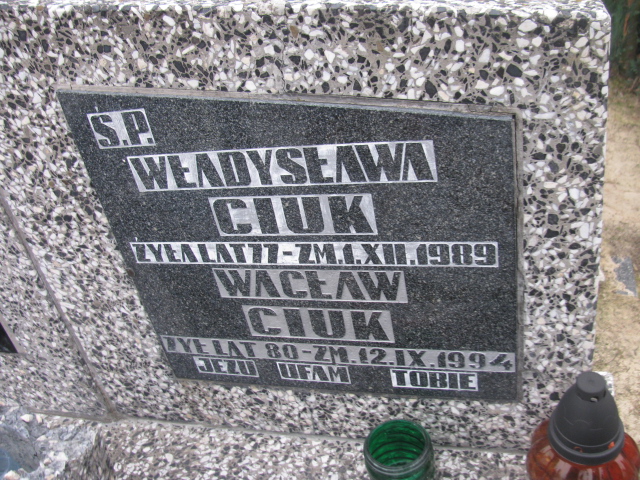 Ś.P.
WŁADYSŁAWA
CIUK
ŻYŁA LAT 77-ZM.1.XII.1989
WACŁAW
CIUK
ŻYŁ LAT 80-ZM.12.IX.1994
JEZU UFAM TOBIE